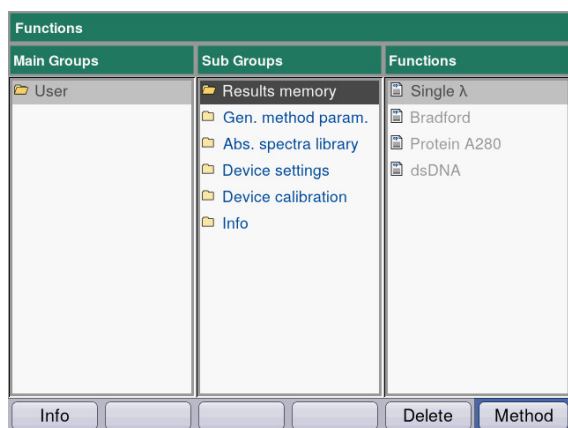 Functions
Main Groups
Sub Groups
Functions
User
Results memory
Gen. method param.
Abs. spectra library
Device settings
Device calibration
Info
Single λ
Bradford
Protein A280
dsDNA
Info
Delete
Method